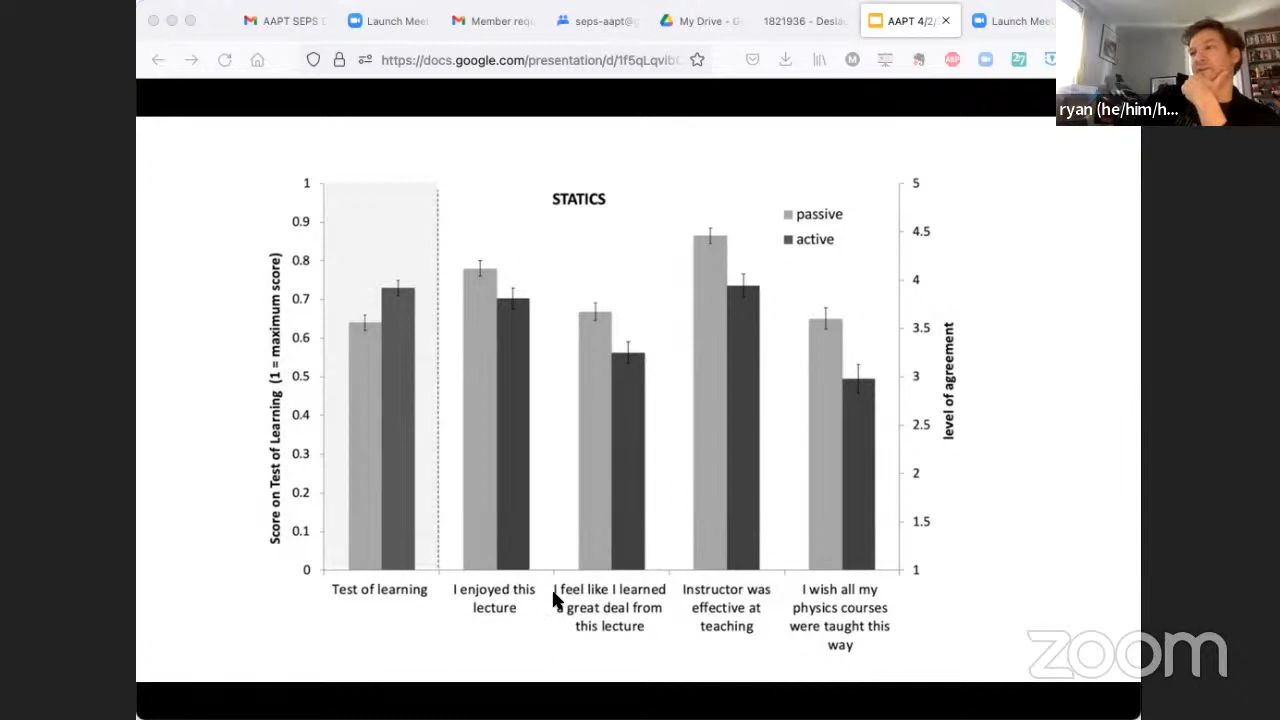 AAPT SEPS D
Launch Mee
Member requ
seps-aapt@g
My Drive - G
1821936 - Deslau
AAPT 4/2/
Launch Mee
https://docs.google.com/presentation/d/1f5qLqvib
ABP
ryan (he/him/h...
STATICS
passive
active
Score on Test of Learning (1 = maximum score)
1
0.9
0.8
0.7
0.6
0.5
0.4
0.3
0.2
0.1
0
5
4.5
4
3.5
3
2.5
2
1.5
1
level of agreement
Test of learning
I enjoyed this
lecture
I feel like I learned
a great deal from
this lecture
Instructor was
effective at
teaching
I wish all my
physics courses
were taught this
way
zoom